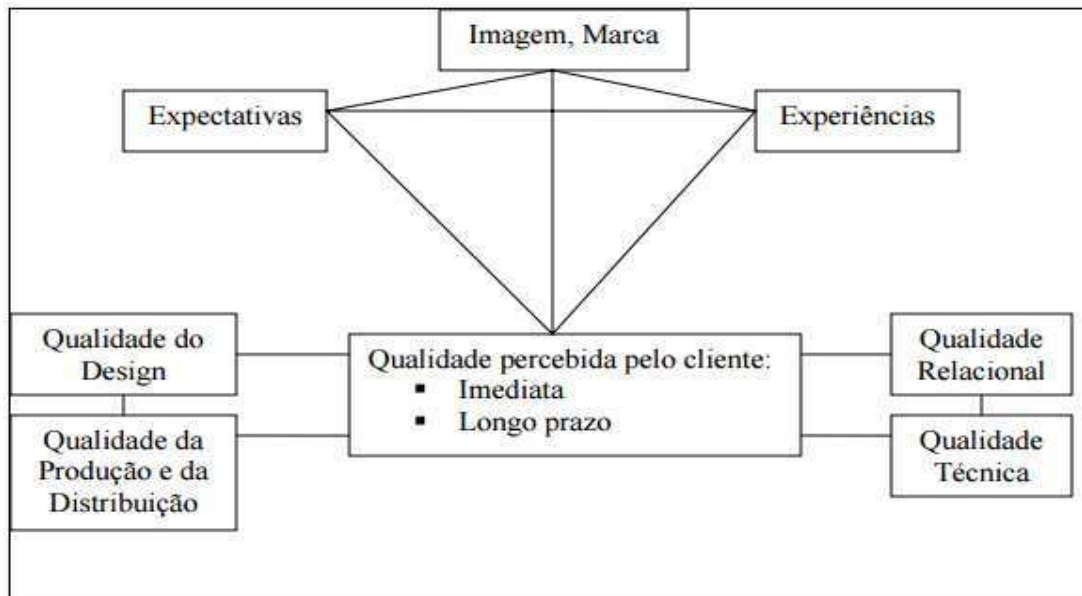 Imagem, Marca
Expectativas
Experiências
Qualidade do
Design
Qualidade da
Produção e da
Distribuição
Qualidade percebida pelo cliente:
▪ Imediata
▪ Longo prazo
Qualidade
Relacional
Qualidade
Técnica